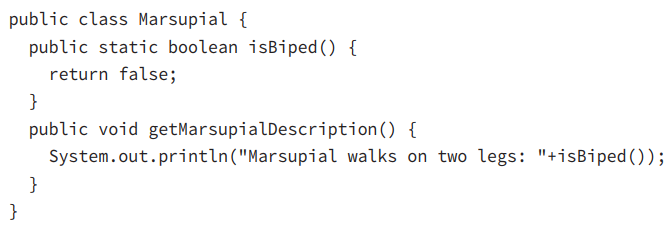 public class Marsupial {
  public static boolean isBiped() {
    return false;
  }
  public void getMarsupialDescription() {
    System.out.println("Marsupial walks on two legs: "+isBiped());
  }
}